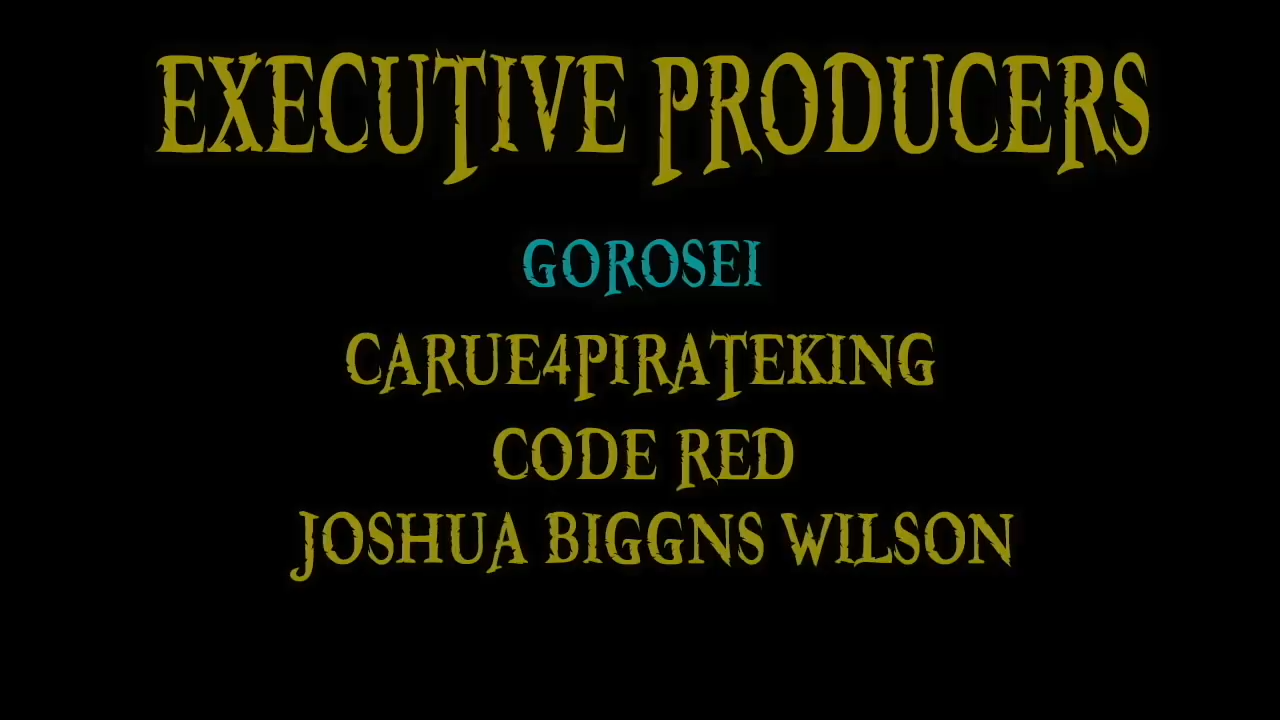 EXECUTIVE PRODUCERS
GOROSEI
CARUE4PIRATEKING
CODE RED
JOSHUA BIGGNS WILSON